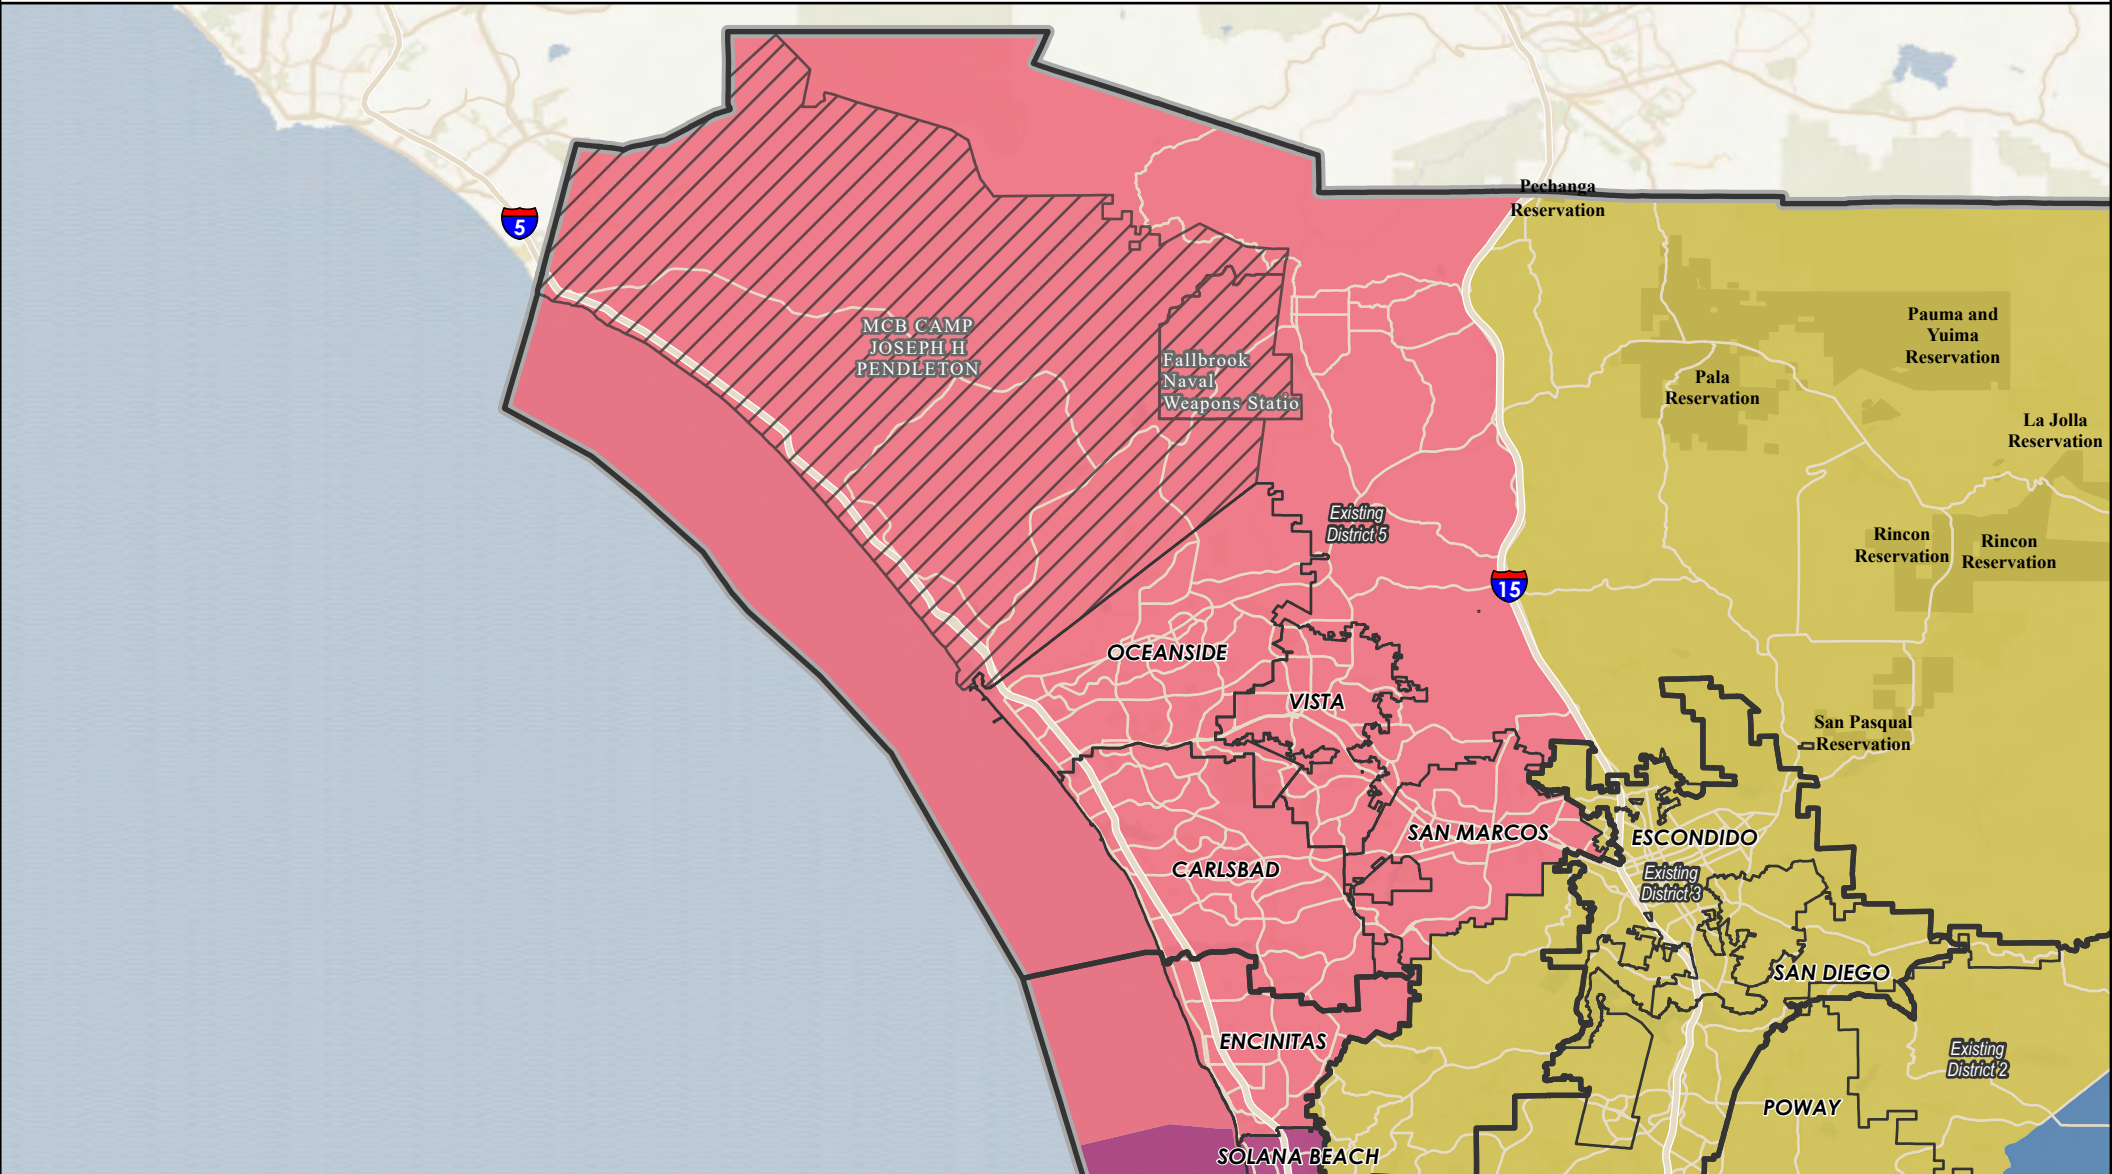 Pechanga
Reservation
5
MCB CAMP
JOSEPH H
PENDLETON
Fallbrook
Naval
Weapons Statio
Pauma and
Yuima
Reservation
Pala
Reservation
La Jolla
Reservation
Existing
District 5
Rincon
Reservation
Rincon
Reservation
15
OCEANSIDE
VISTA
San Pasqual
Reservation
SAN MARCOS
ESCONDIDO
CARLSBAD
Existing
District 3
SAN DIEGO
ENCINITAS
Existing
District 2
POWAY
SOLANA BEACH